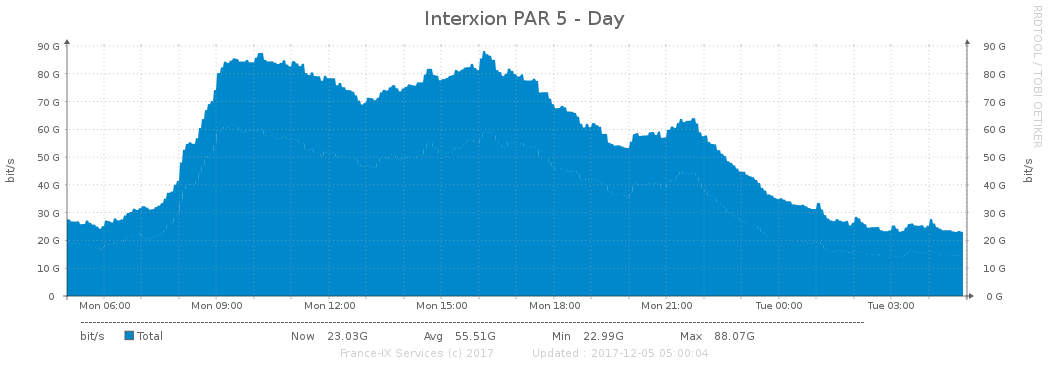 Interxion PAR 5 - Day
RRDTOOL / TOBI OETIKER
90 G 90 G
80 G 80 G
70 G 70 G
60 G 60 G
50 G 50 G
40 G 40 G
30 G 30 G
20 G 20 G
10 G 10 G
0 0 G
bit/s bit/s
Mon 06:00 Mon 09:00 Mon 12:00 Mon 15:00 Mon 18:00 Mon 21:00 Tue 00:00 Tue 03:00
bit/s Total Now 23.03G Avg 55.51G Min 22.99G Max 88.07G
France-IX Services (c) 2017 Updated : 2017-12-05 05:00:04